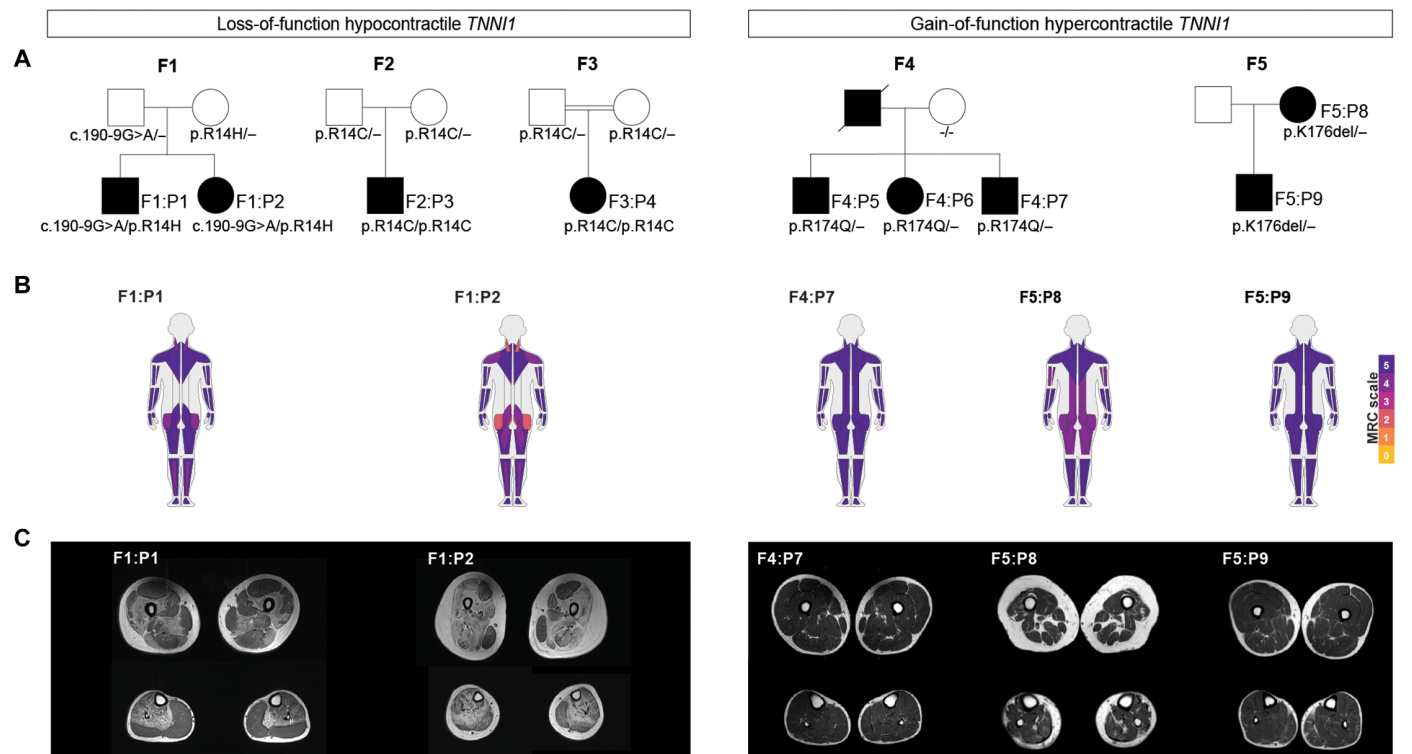 Loss-of-function hypocontractile TNNI1
Gain-of-function hypercontractile TNNI1
A
F1
F2
F3
F4
F5
c.190-9G>A/–
p.R14H/–
p.R14C/–
p.R14C/–
p.R14C/–
p.R14C/–
-/-
F5:P8
p.K176del/–
F1:P1
F1:P2
F2:P3
F3:P4
F4:P5
F4:P6
F4:P7
F5:P9
c.190-9G>A/p.R14H
c.190-9G>A/p.R14H
p.R14C/p.R14C
p.R14C/p.R14C
p.R174Q/–
p.R174Q/–
p.R174Q/–
p.K176del/–
B
F1:P1
F1:P2
F4:P7
F5:P8
F5:P9
MRC scale
5
4
3
2
1
0
C
F1:P1
F1:P2
F4:P7
F5:P8
F5:P9